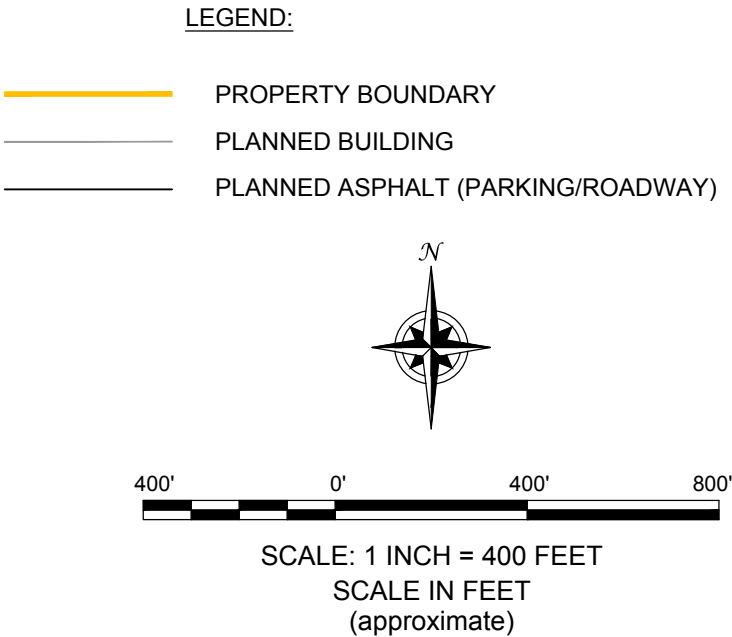 LEGEND:
PROPERTY BOUNDARY
PLANNED BUILDING
PLANNED ASPHALT (PARKING/ROADWAY)
N
400' 0' 400' 800'
SCALE: 1 INCH = 400 FEET
SCALE IN FEET
(approximate)